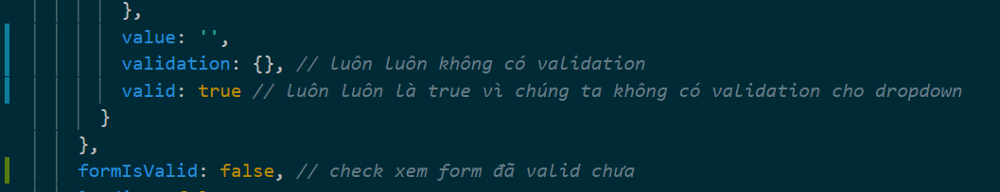 },
value: '',
validation: {}, // luôn luôn không có validation
valid: true // luôn luôn là true vì chúng ta không có validation cho dropdown
}
},
formIsValid: false, // check xem form đã valid chưa